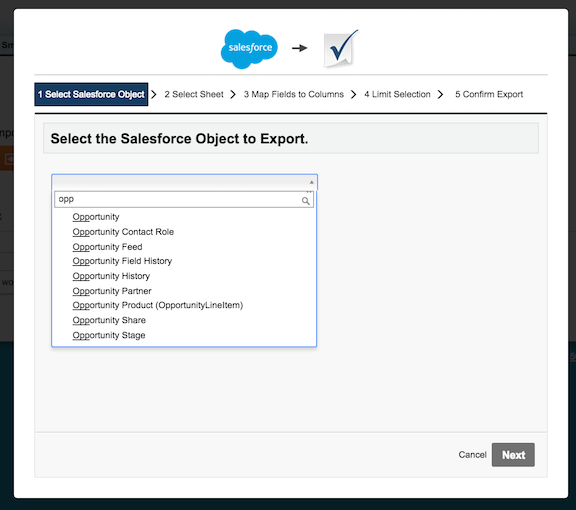 salesforce
1 Select Salesforce Object
2 Select Sheet
3 Map Fields to Columns
4 Limit Selection
5 Confirm Export
Select the Salesforce Object to Export.
opp
Opportunity
Opportunity Contact Role
Opportunity Feed
Opportunity Field History
Opportunity History
Opportunity Partner
Opportunity Product (OpportunityLineItem)
Opportunity Share
Opportunity Stage
Cancel
Next